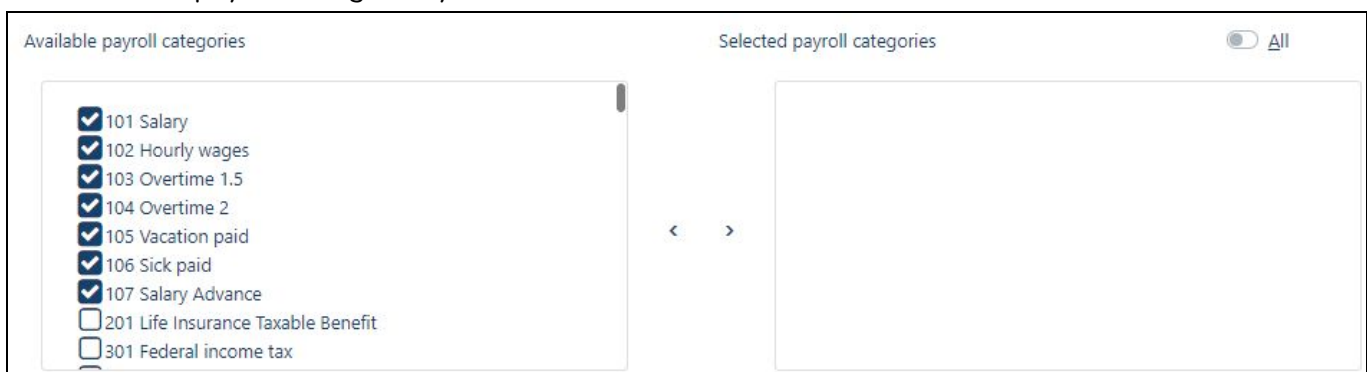 Available payroll categories
Selected payroll categories
All
101 Salary
102 Hourly wages
103 Overtime 1.5
104 Overtime 2
105 Vacation paid
106 Sick paid
107 Salary Advance
201 Life Insurance Taxable Benefit
301 Federal income tax